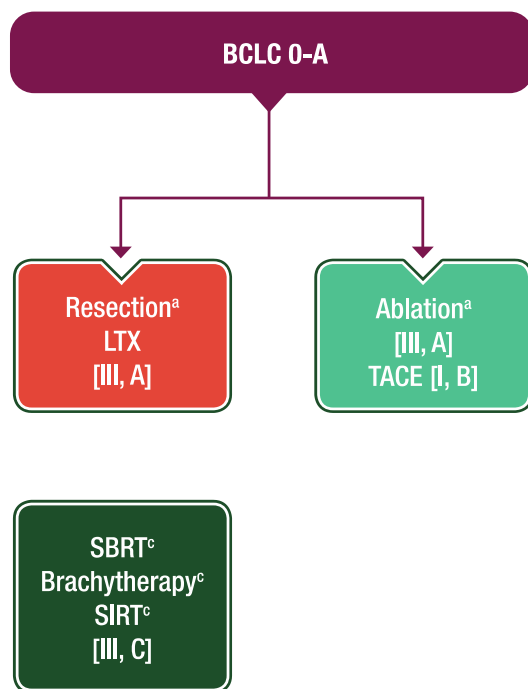 BCLC 0-A
Resectionᵃ
LTX
[III, A]
Ablationᵃ
[III, A]
TACE [I, B]
SBRTᶜ
Brachytherapyᶜ
SIRTᶜ
[III, C]